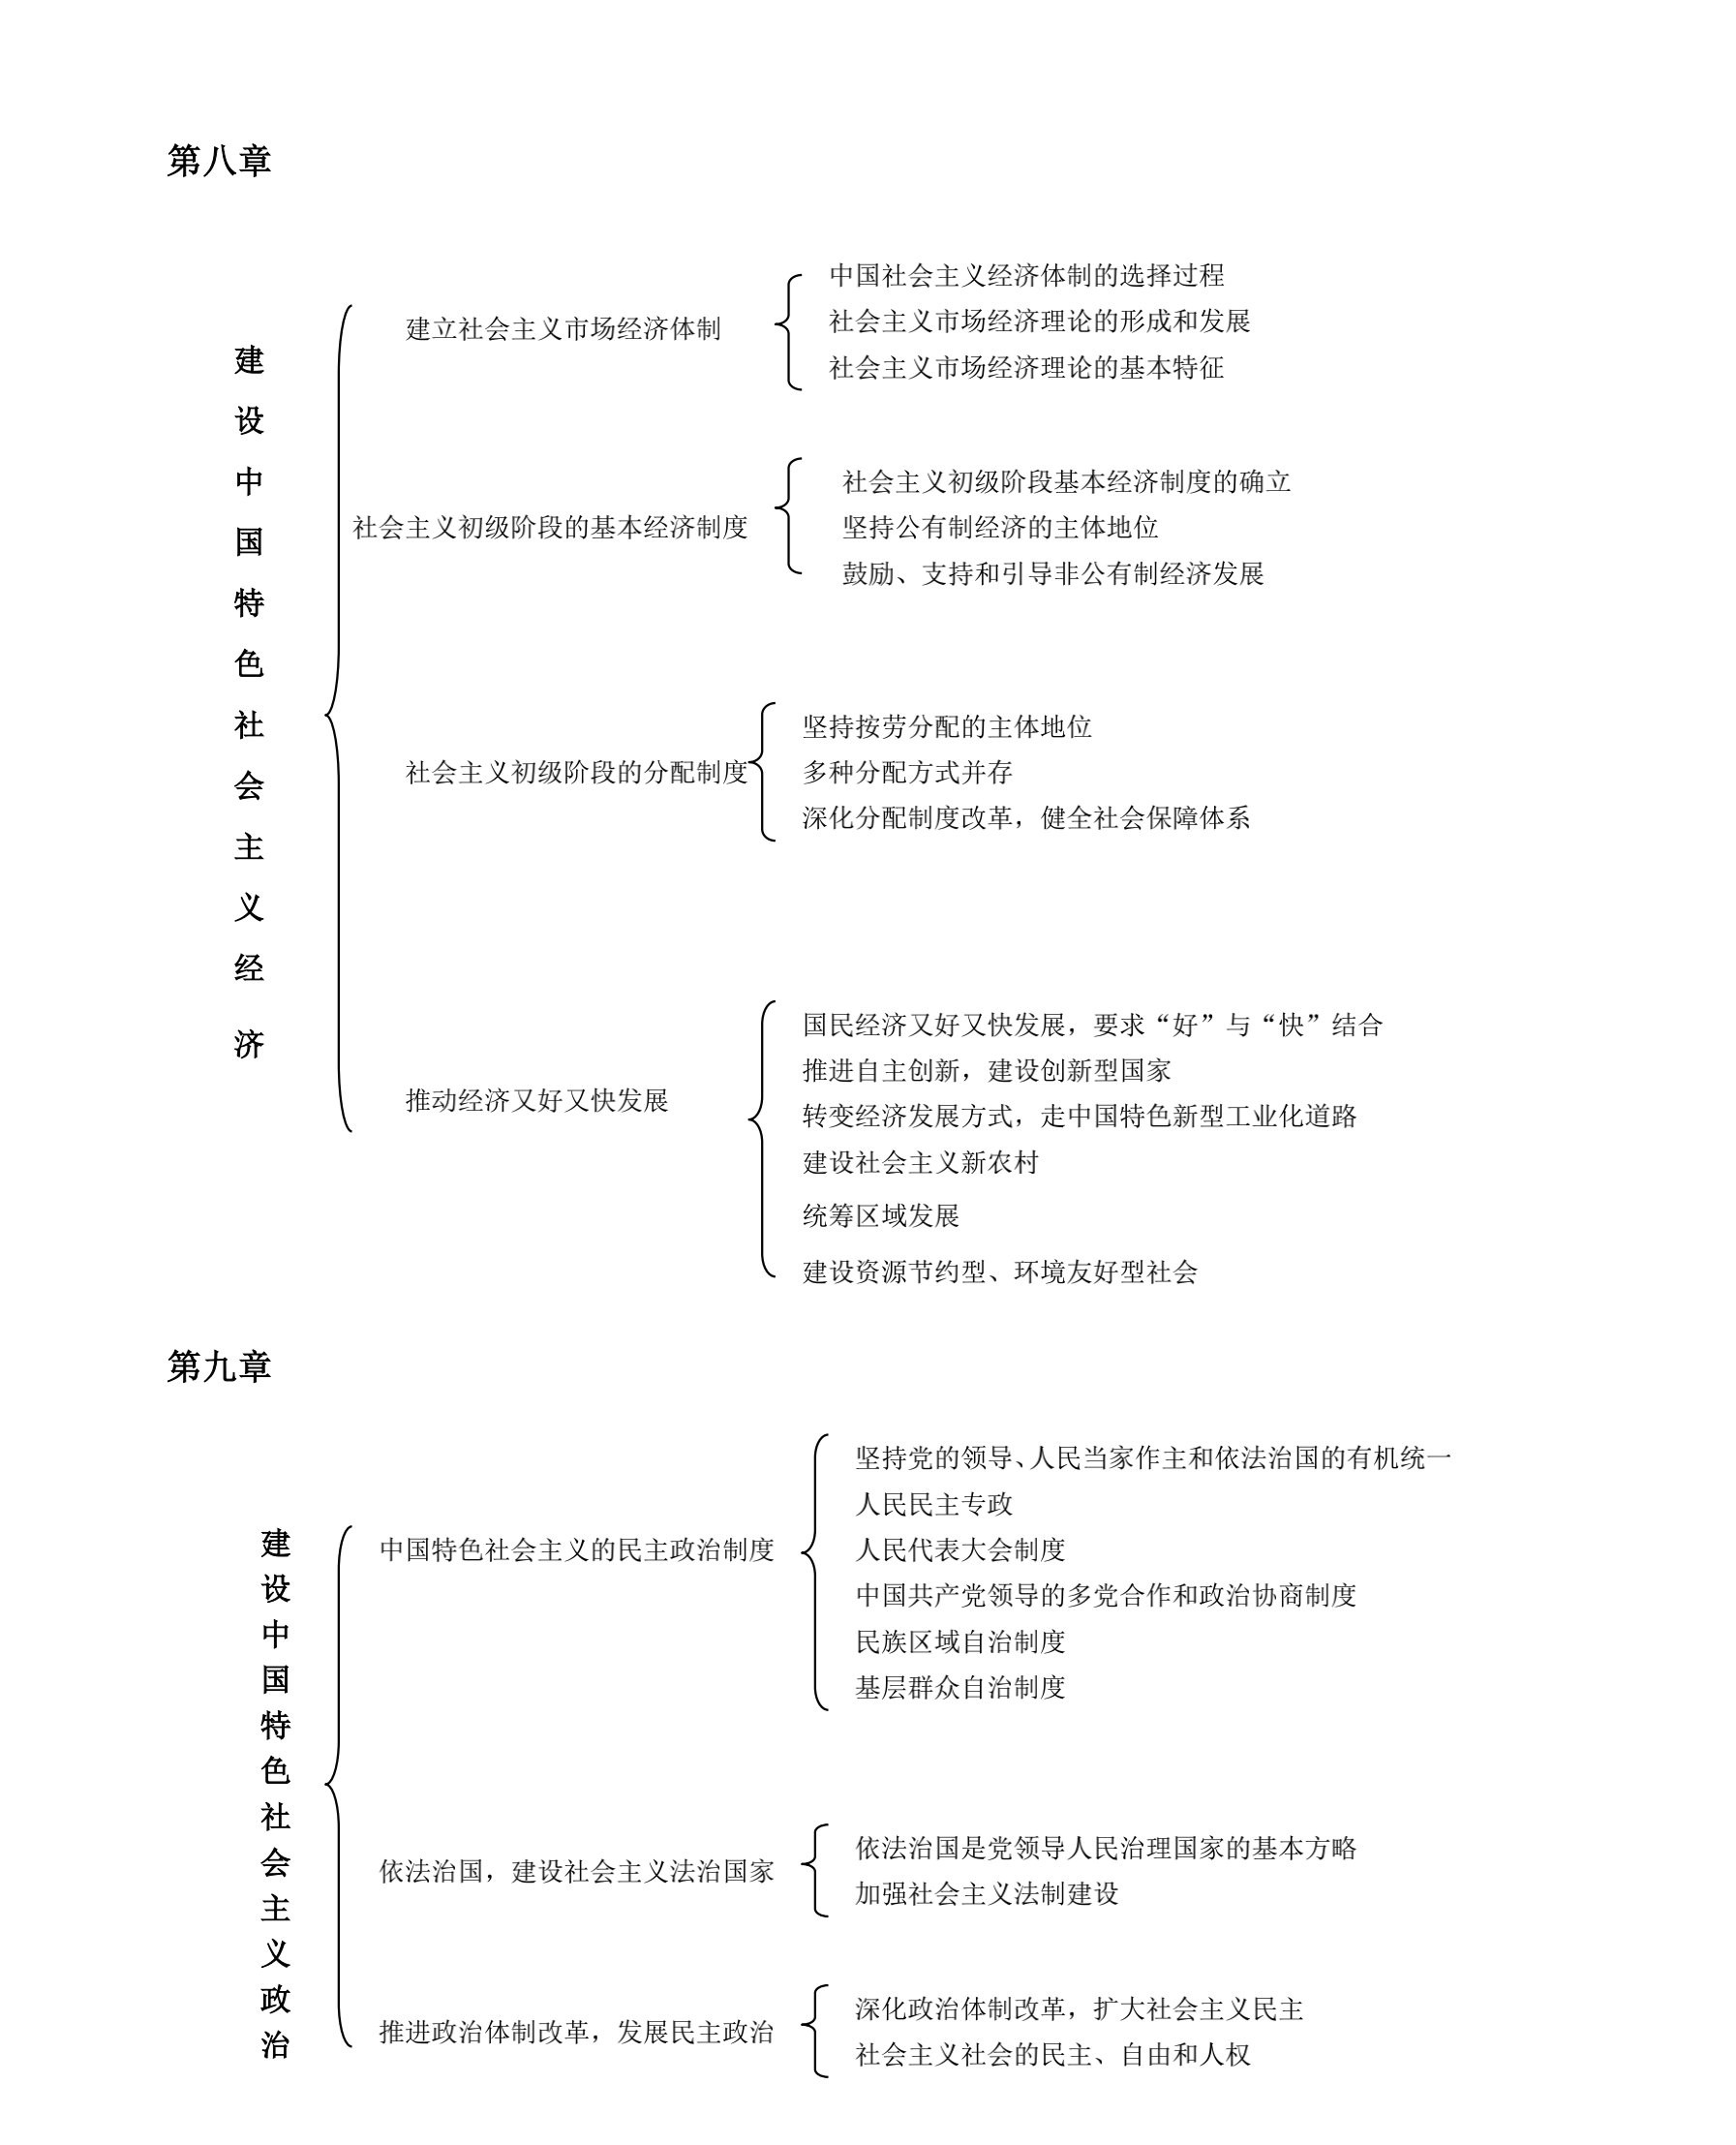 第八章
建设中国特色社会主义经济
建立社会主义市场经济体制
中国社会主义经济体制的选择过程
社会主义市场经济理论的形成和发展
社会主义市场经济理论的基本特征
社会主义初级阶段的基本经济制度
社会主义初级阶段基本经济制度的确立
坚持公有制经济的主体地位
鼓励、支持和引导非公有制经济发展
社会主义初级阶段的分配制度
坚持按劳分配的主体地位
多种分配方式并存
深化分配制度改革，健全社会保障体系
推动经济又好又快发展
国民经济又好又快发展，要求“好”与“快”结合
推进自主创新，建设创新型国家
转变经济发展方式，走中国特色新型工业化道路
建设社会主义新农村
统筹区域发展
建设资源节约型、环境友好型社会
第九章
建设中国特色社会主义政治
中国特色社会主义的民主政治制度
坚持党的领导、人民当家作主和依法治国的有机统一
人民民主专政
人民代表大会制度
中国共产党领导的多党合作和政治协商制度
民族区域自治制度
基层群众自治制度
依法治国，建设社会主义法治国家
依法治国是党领导人民治理国家的基本方略
加强社会主义法制建设
推进政治体制改革，发展民主政治
深化政治体制改革，扩大社会主义民主
社会主义社会的民主、自由和人权